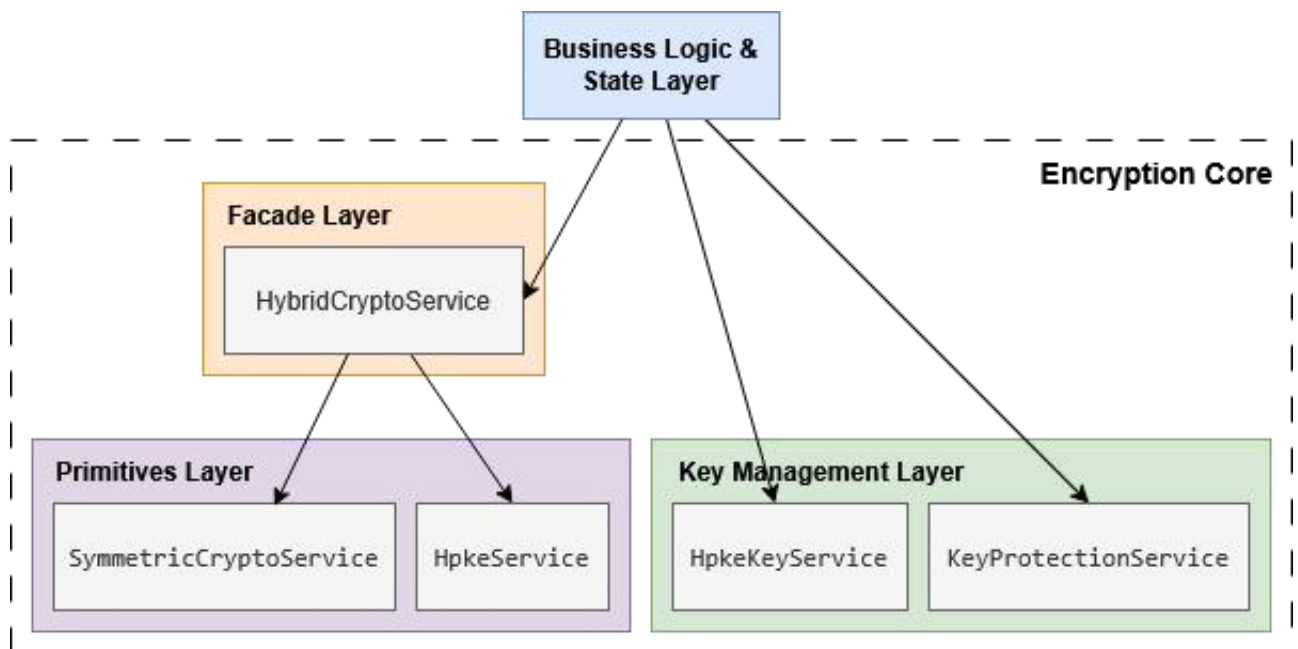 Business Logic &
State Layer
Encryption Core
Facade Layer
HybridCryptoService
Primitives Layer
SymmetricCryptoService
HpkeService
Key Management Layer
HpkeKeyService
KeyProtectionService